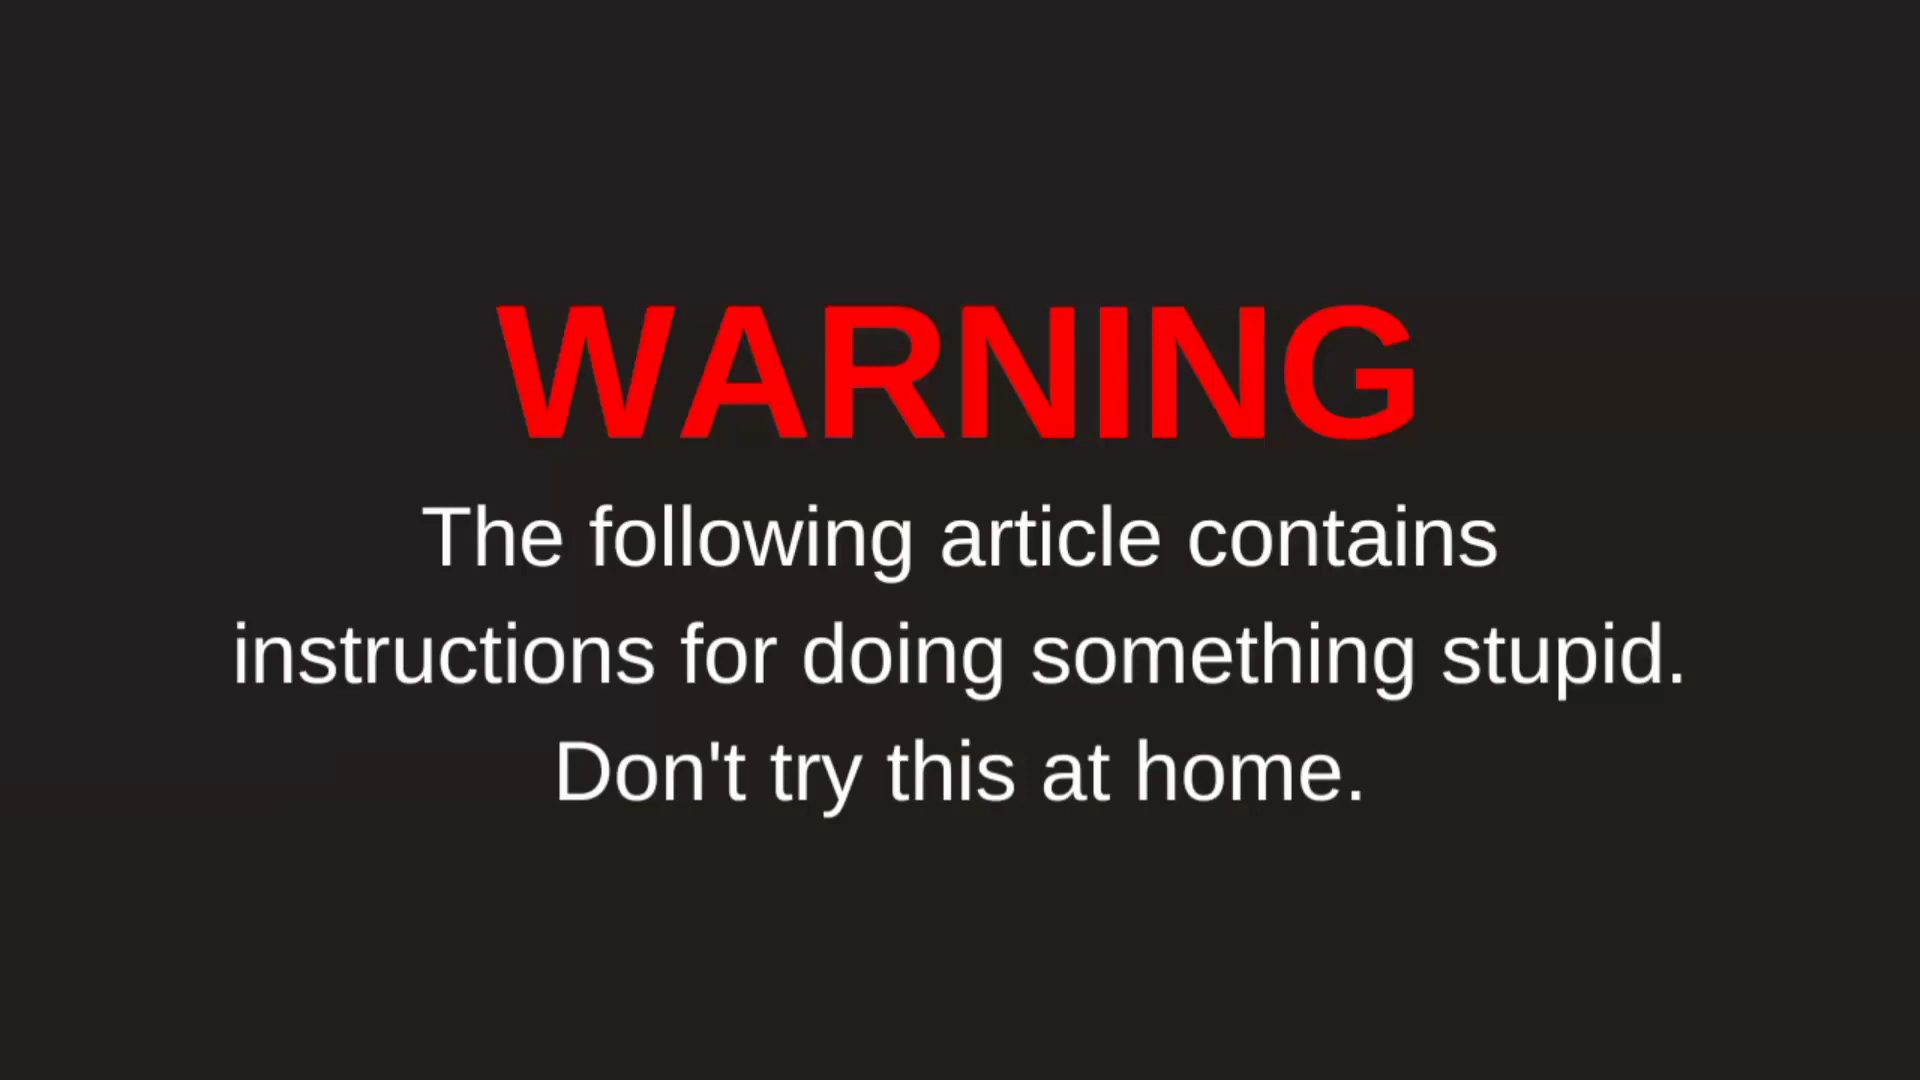 WARNING
The following article contains
instructions for doing something stupid.
Don't try this at home.